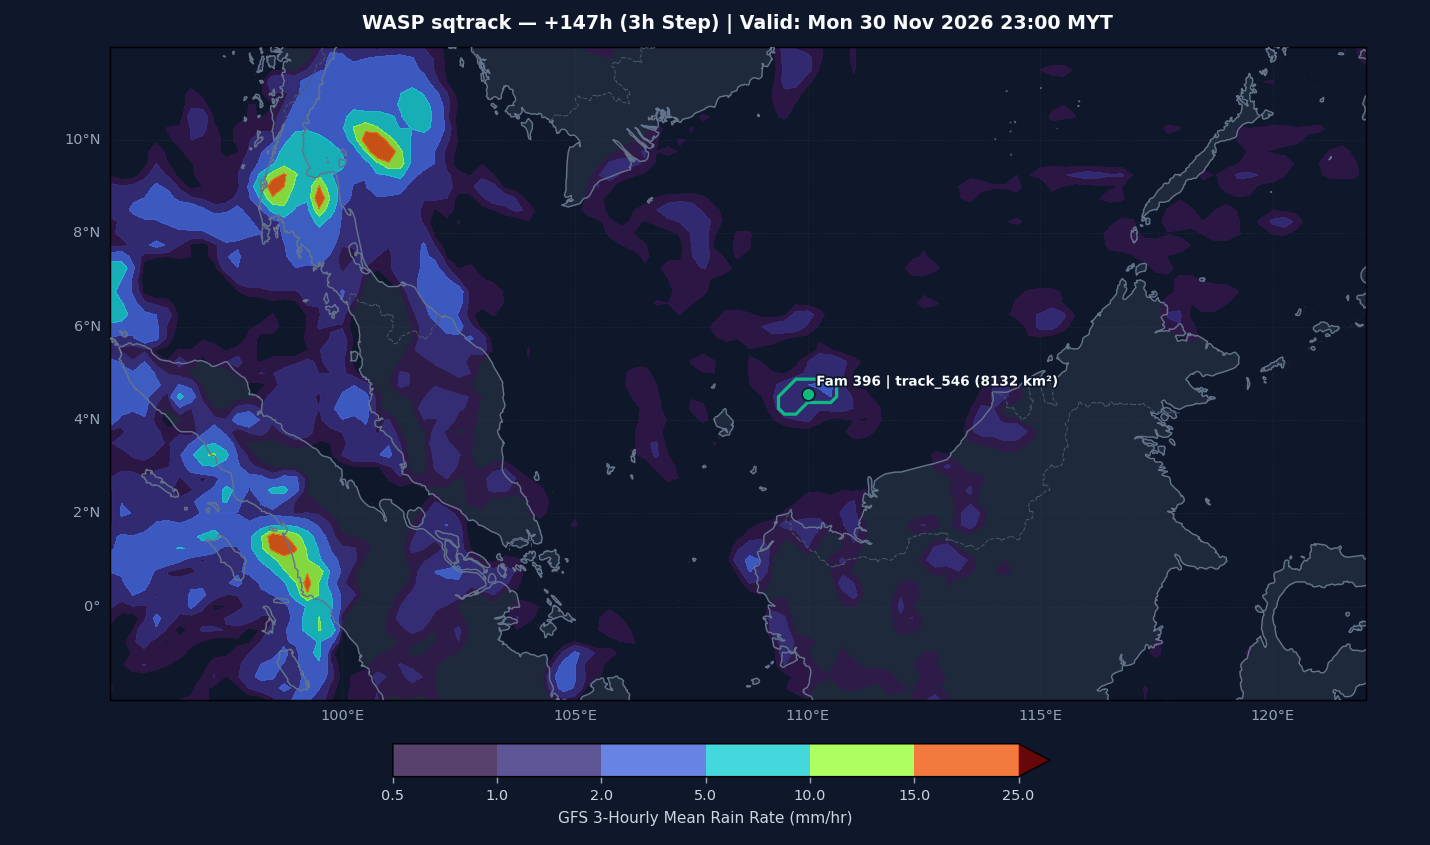 WASP sqtrack — +147h (3h Step) | Valid: Mon 30 Nov 2026 23:00 MYT
10°N
8°N
6°N
Fam 396 | track_546 (8132 km²)
4°N
2°N
0°
100°E 105°E 110°E 115°E 120°E
0.5 1.0 2.0 5.0 10.0 15.0 25.0
GFS 3-Hourly Mean Rain Rate (mm/hr)